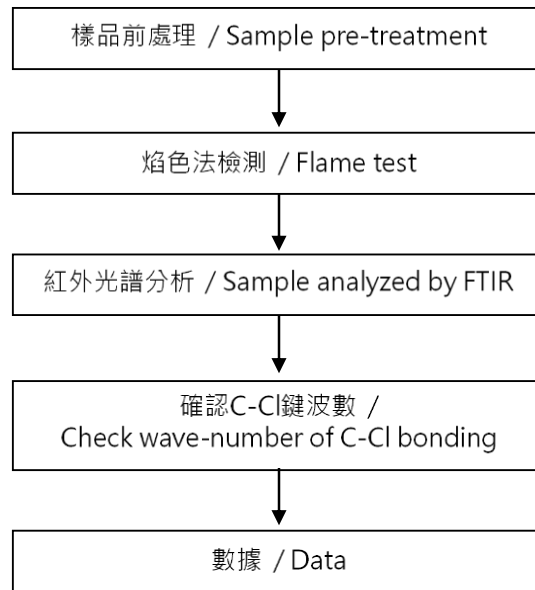 樣品前處理 / Sample pre-treatment
焰色法檢測 / Flame test
紅外光譜分析 / Sample analyzed by FTIR
確認C-Cl鍵波數 /
Check wave-number of C-Cl bonding
數據 / Data